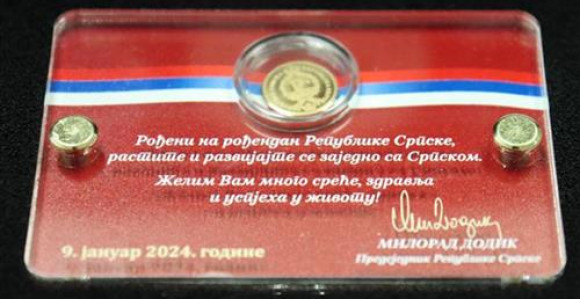 Рођени на рођендан Републике Српске,
растите и развијајте се заједно са Српском.
Желим Вам много среће, здравља
и успјеха у животу!
9. јануар 2024. године
МИЛОРАД ДОДИК
Предсједник Републике Српске